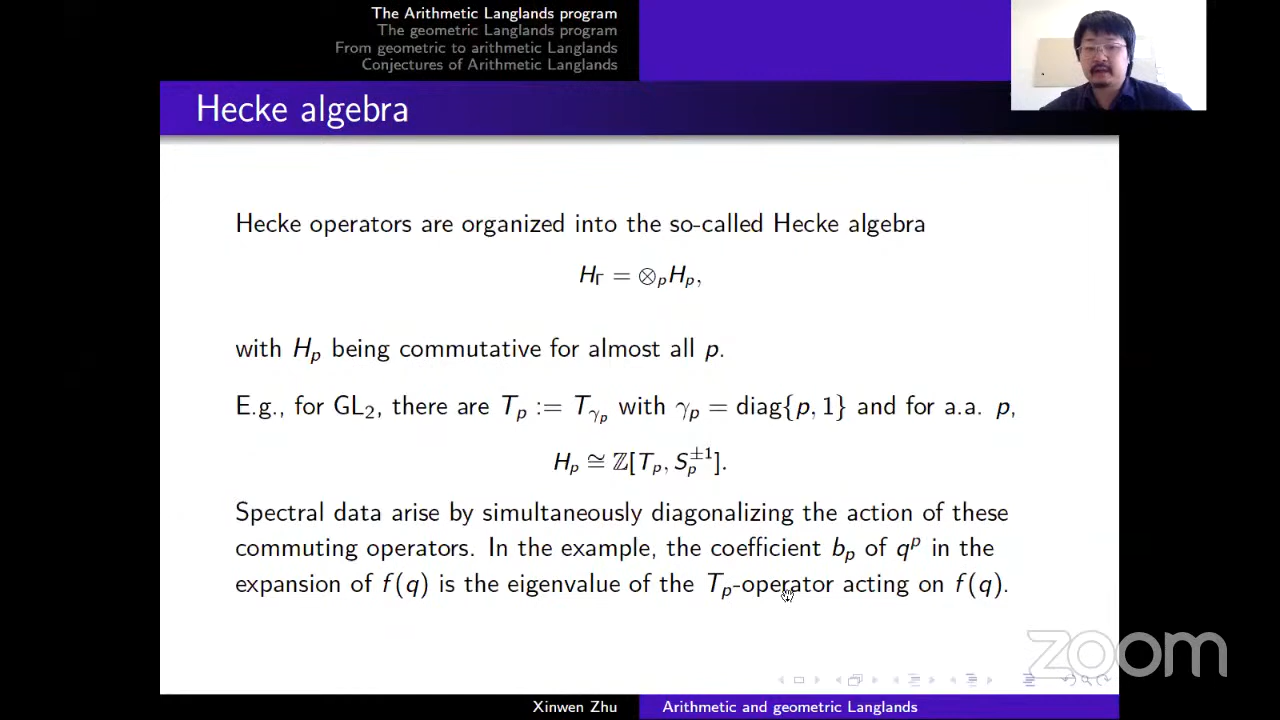 The Arithmetic Langlands program
The geometric Langlands program
From geometric to arithmetic Langlands
Conjectures of Arithmetic Langlands
Hecke algebra
Hecke operators are organized into the so-called Hecke algebra
H_Γ = ⊗_p H_p,
with H_p being commutative for almost all p.
E.g., for GL₂, there are T_p := T_{γ_p} with γ_p = diag{p, 1} and for a.a. p,
H_p ≅ ℤ[T_p, S_p^{±1}].
Spectral data arise by simultaneously diagonalizing the action of these
commuting operators. In the example, the coefficient b_p of q^p in the
expansion of f(q) is the eigenvalue of the T_p-operator acting on f(q).
zoom
Xinwen Zhu
Arithmetic and geometric Langlands